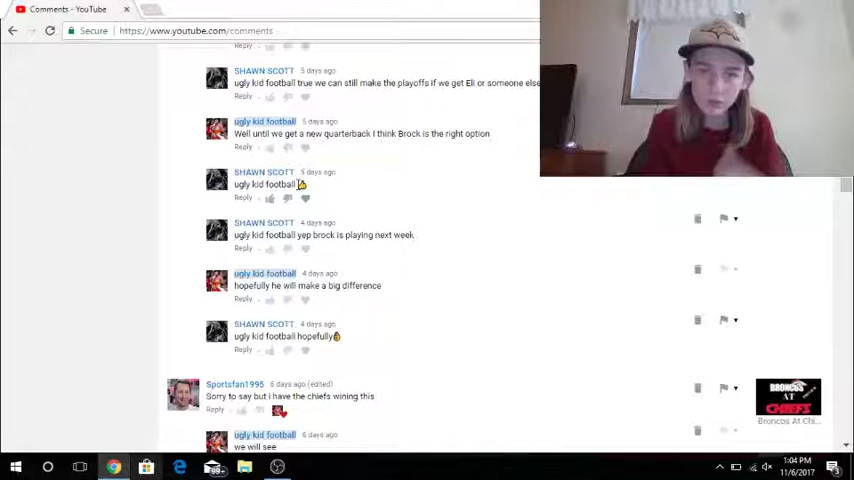 Comments - YouTube
Secure
https://www.youtube.com/comments
Reply
SHAWN SCOTT 5 days ago
ugly kid football true we can still make the playoffs if we get Eli or someone else
Reply
ugly kid football 5 days ago
Well until we get a new quarterback I think Brock is the right option
Reply
SHAWN SCOTT 5 days ago
ugly kid football
Reply
SHAWN SCOTT 4 days ago
ugly kid football yep brock is playing next week
Reply
ugly kid football 4 days ago
hopefully he will make a big difference
Reply
SHAWN SCOTT 4 days ago
ugly kid football hopefully
Reply
Sportsfan1995 6 days ago (edited)
Sorry to say but i have the chiefs wining this
Reply
ugly kid football 6 days ago
we will see
BRONCOS
AT
CHIEFS
Broncos At Chi...
99+
1:04 PM
11/6/2017
3